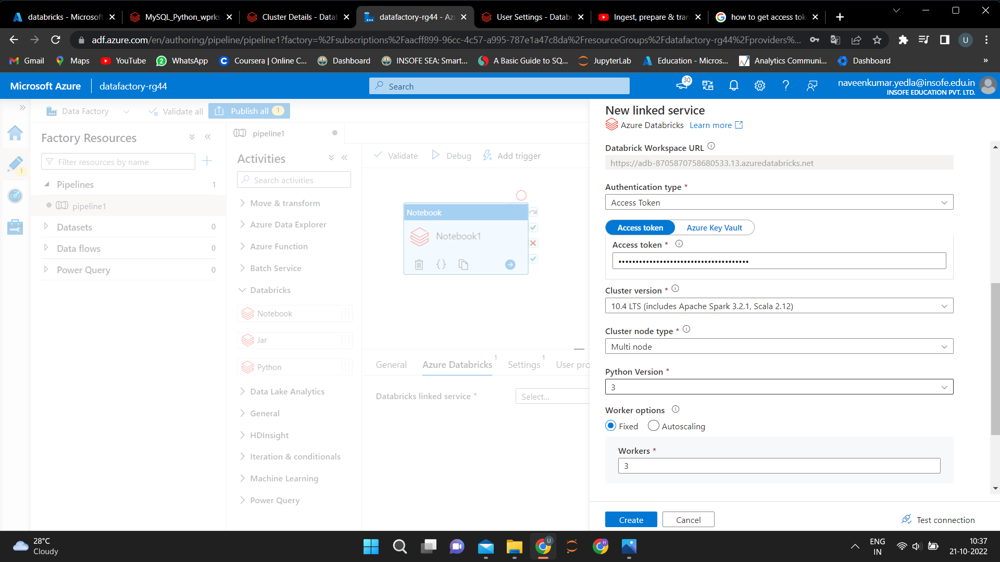 databricks - Microsoft
MySQL_Python_wprks
Cluster Details - Datab
datafactory-rg44 - Az
User Settings - Datab
Ingest, prepare & tran
how to get access tok
adf.azure.com/en/authoring/pipeline/pipeline1?factory=%2Fsubscriptions%2Faacff899-96cc-4c57-a995-787e1a47c8da%2FresourceGroups%2Fdatafactory-rg44%2Fproviders%...
U
Gmail
Maps
YouTube
WhatsApp
Coursera | Online C...
Dashboard
INSOFE SEA: Smart...
A Basic Guide to SQ...
JupyterLab
Education - Micros...
Analytics Communi...
Dashboard
»
Microsoft Azure
datafactory-rg44
Search
30
naveenkumar.yedla@insofe.edu.in
INSOFE EDUCATION PVT. LTD.
Data Factory
Validate all
Publish all 1
1
Factory Resources
Filter resources by name
Pipelines 1
pipeline1
Datasets 0
Data flows 0
Power Query 0
pipeline1
Activities
Search activities
Move & transform
Azure Data Explorer
Azure Function
Batch Service
Databricks
Notebook
Jar
Python
Data Lake Analytics
General
HDInsight
Iteration & conditionals
Machine Learning
Power Query
Validate
Debug
Add trigger
Notebook
Notebook1
{}
General
Azure Databricks 1
Settings 1
User pro
Databricks linked service *
Select...
New linked service
Azure Databricks Learn more
Databrick Workspace URL
https://adb-8705870758680533.13.azuredatabricks.net
Authentication type *
Access Token
Access token
Azure Key Vault
Access token *
••••••••••••••••••••••••••••••••••••••
Cluster version *
10.4 LTS (includes Apache Spark 3.2.1, Scala 2.12)
Cluster node type *
Multi node
Python Version *
3
Worker options
Fixed
Autoscaling
Workers *
3
Create
Cancel
Test connection
28°C
Cloudy
U
H
ENG
IN
10:37
21-10-2022